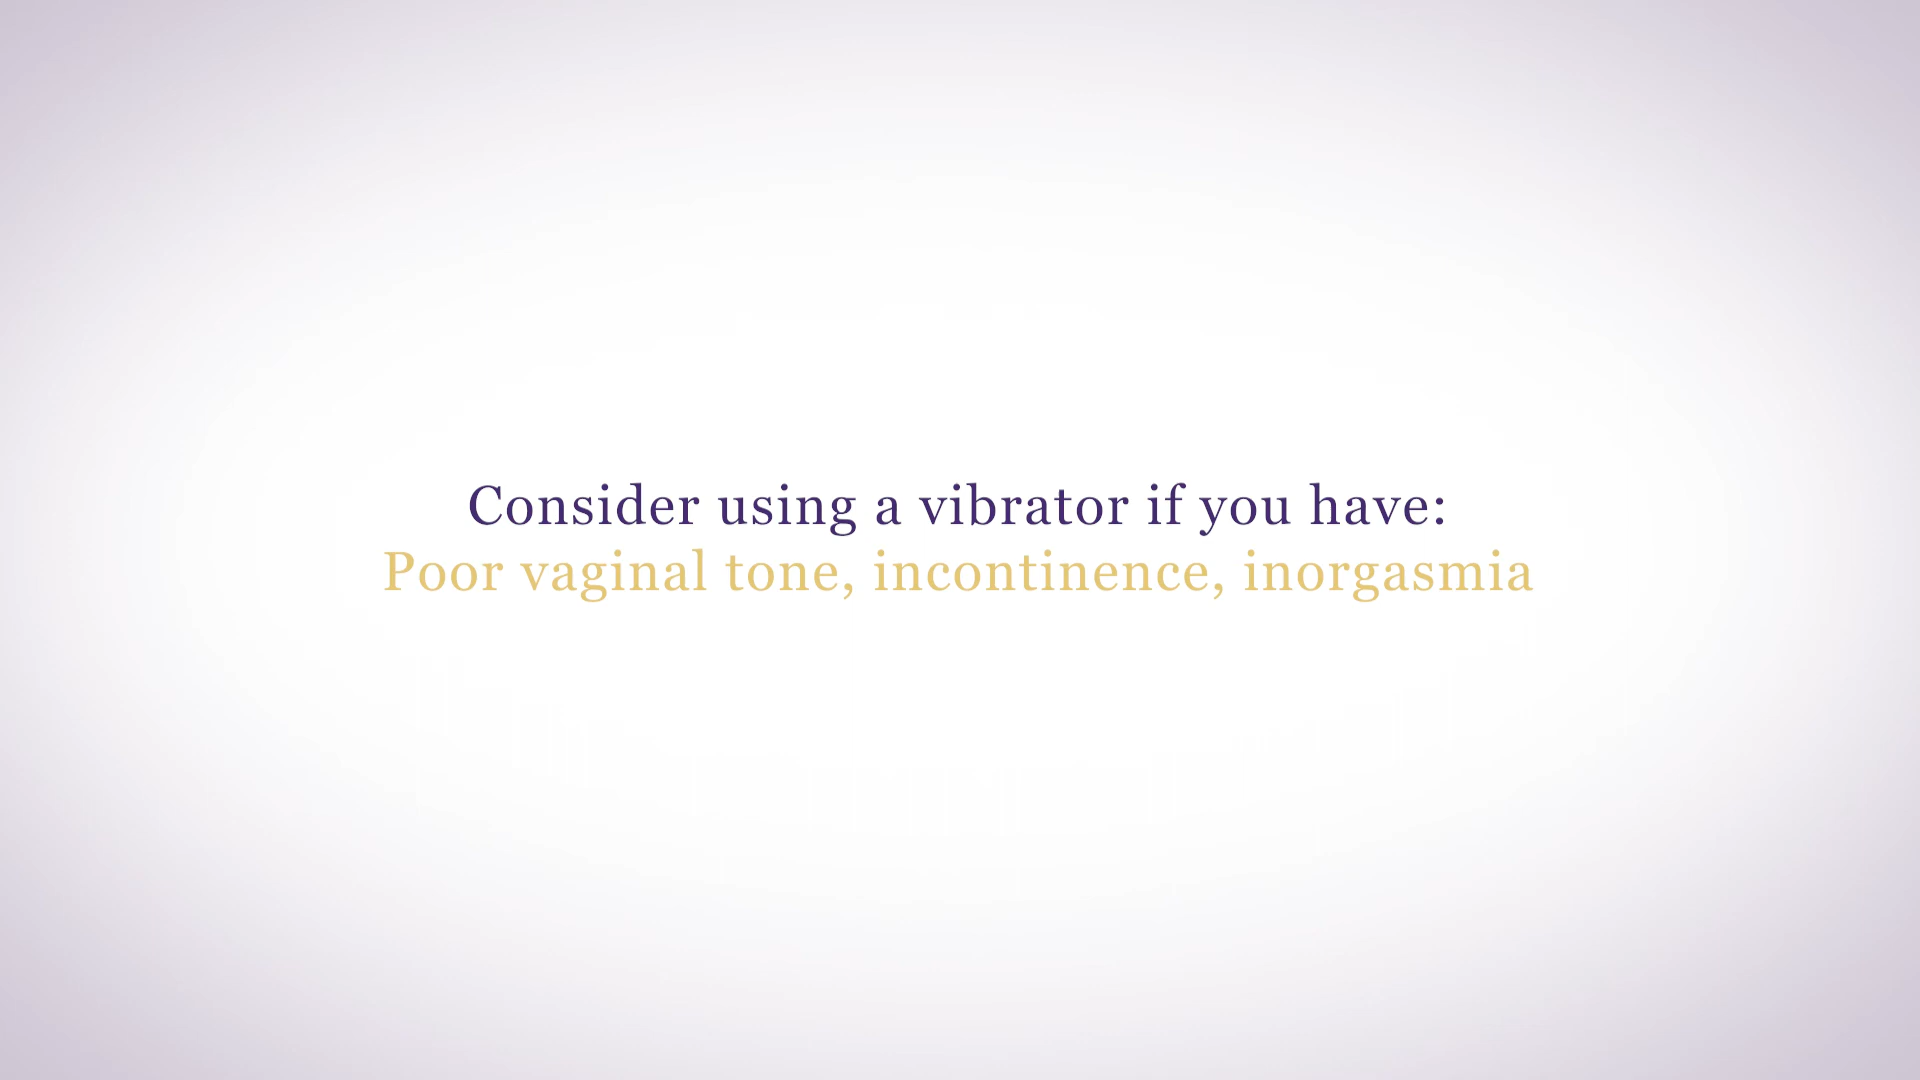 Consider using a vibrator if you have:
Poor vaginal tone, incontinence, inorgasmia